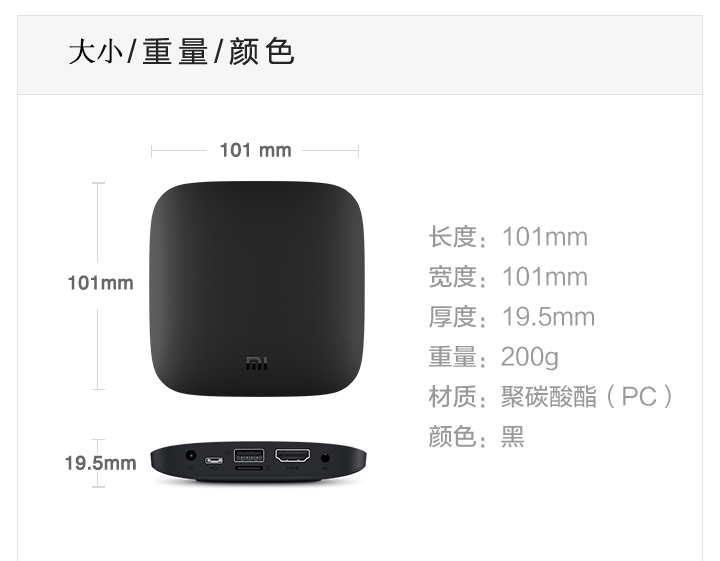 大小/重量/颜色
101 mm
101mm
mi
19.5mm
长度：101mm
宽度：101mm
厚度：19.5mm
重量：200g
材质：聚碳酸酯（PC）
颜色：黑